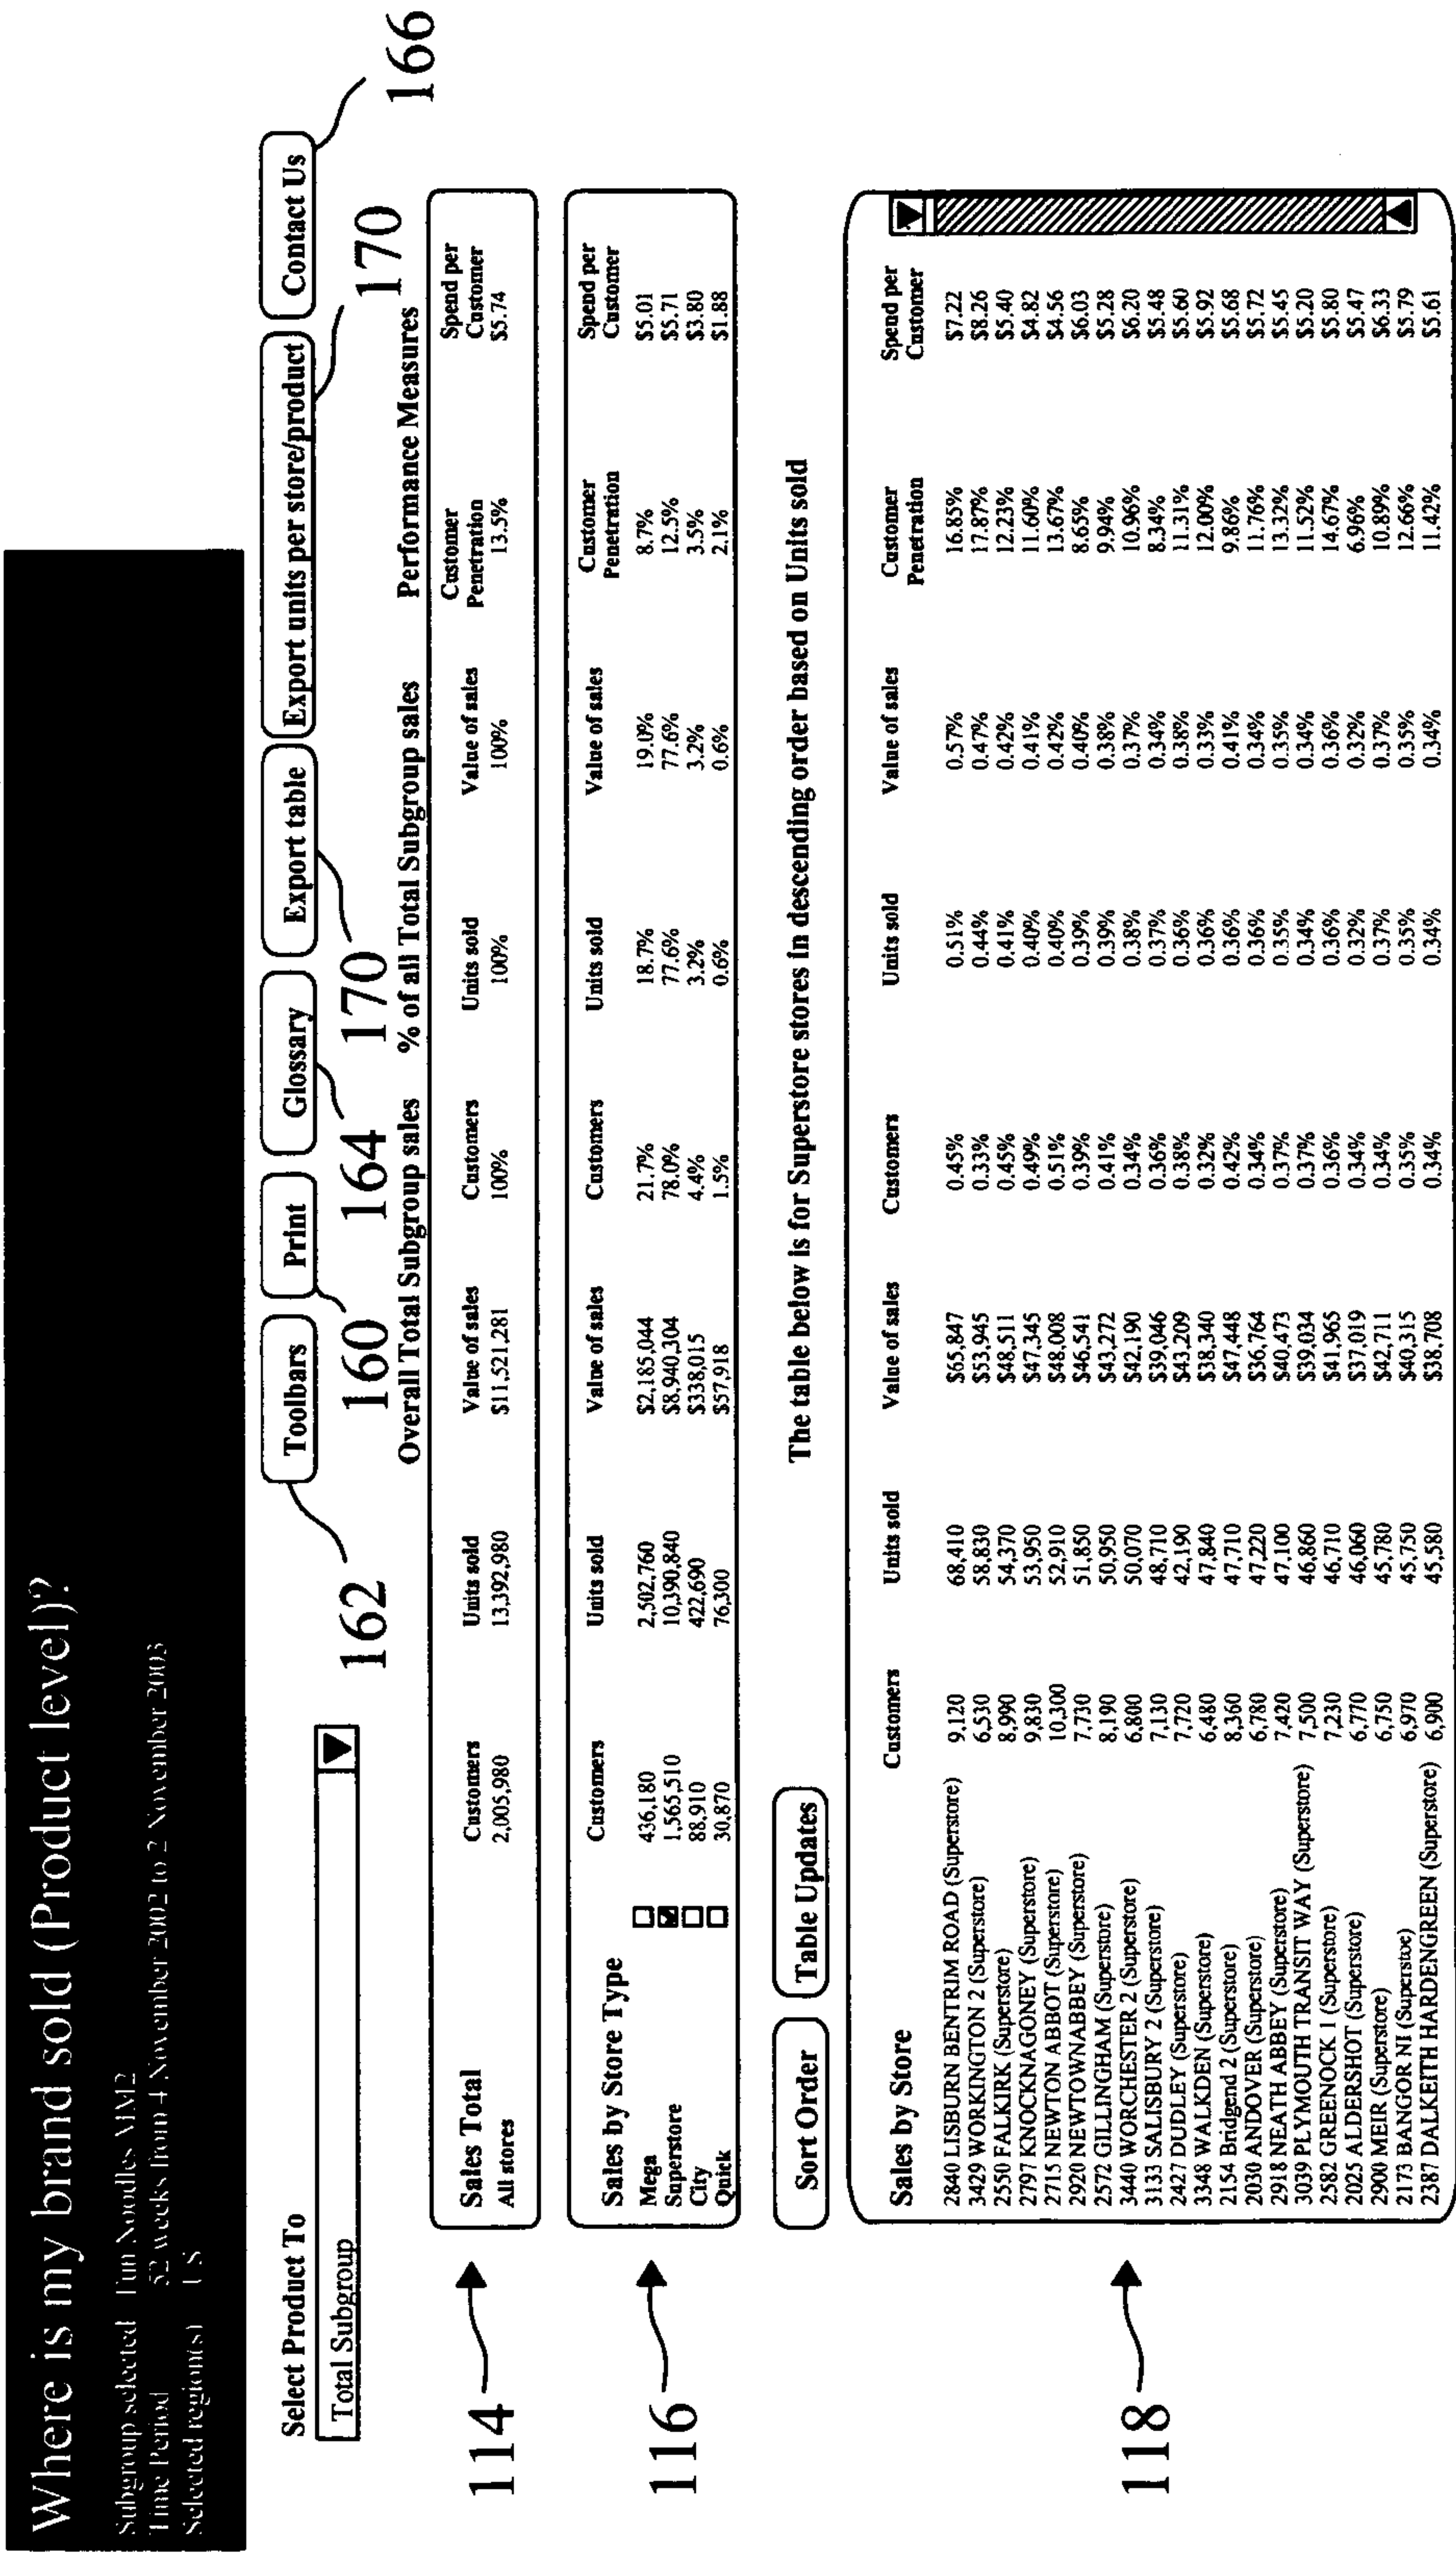 Where is my brand sold (Product level)?
Subgroup selected Fun Noodles MM2
Time Period 52 weeks from 4 November 2002 to 2 November 2003
Selected region(s) US
Select Product To
Total Subgroup
Toolbars Print Glossary Export table Export units per store/product Contact Us
162 160 164 170 170 166
Overall Total Subgroup sales % of all Total Subgroup sales Performance Measures
114
Sales Total Customers Units sold Value of sales Customers Units sold Value of sales Customer Penetration Spend per Customer
All stores 2,005,980 13,392,980 $11,521,281 100% 100% 100% 13.5% $5.74
116
Sales by Store Type Customers Units sold Value of sales Customers Units sold Value of sales Customer Penetration Spend per Customer
Mega 436,180 2,502,760 $2,185,044 21.7% 18.7% 19.0% 8.7% $5.01
Superstore 1,565,510 10,390,840 $8,940,304 78.0% 77.6% 77.6% 12.5% $5.71
City 88,910 422,690 $338,015 4.4% 3.2% 3.2% 3.5% $3.80
Quick 30,870 76,300 $57,918 1.5% 0.6% 0.6% 2.1% $1.88
Sort Order Table Updates The table below is for Superstore stores in descending order based on Units sold
118
Sales by Store Customers Units sold Value of sales Customers Units sold Value of sales Customer Penetration Spend per Customer
2840 LISBURN BENTRIM ROAD (Superstore) 9,120 68,410 $65,847 0.45% 0.51% 0.57% 16.85% $7.22
3429 WORKINGTON 2 (Superstore) 6,530 58,830 $53,945 0.33% 0.44% 0.47% 17.87% $8.26
2550 FALKIRK (Superstore) 8,990 54,370 $48,511 0.45% 0.41% 0.42% 12.23% $5.40
2797 KNOCKNAGONEY (Superstore) 9,830 53,950 $47,345 0.49% 0.40% 0.41% 11.60% $4.82
2715 NEWTON ABBOT (Superstore) 10,300 52,910 $48,008 0.51% 0.40% 0.42% 13.67% $4.56
2920 NEWTOWNABBEY (Superstore) 7,730 51,850 $46,541 0.39% 0.39% 0.40% 8.65% $6.03
2572 GILLINGHAM (Superstore) 8,190 50,950 $43,272 0.41% 0.39% 0.38% 9.94% $5.28
3440 WORCHESTER 2 (Superstore) 6,800 50,070 $42,190 0.34% 0.38% 0.37% 10.96% $6.20
3133 SALISBURY 2 (Superstore) 7,130 48,710 $39,046 0.36% 0.37% 0.34% 8.34% $5.48
2427 DUDLEY (Superstore) 7,720 42,190 $43,209 0.38% 0.36% 0.38% 11.31% $5.60
3348 WALKDEN (Superstore) 6,480 47,840 $38,340 0.32% 0.36% 0.33% 12.00% $5.92
2154 Bridgend 2 (Superstore) 8,360 47,710 $47,448 0.42% 0.36% 0.41% 9.86% $5.68
2030 ANDOVER (Superstore) 6,780 47,220 $36,764 0.34% 0.36% 0.34% 11.76% $5.72
2918 NEATH ABBEY (Superstore) 7,420 47,100 $40,473 0.37% 0.35% 0.35% 13.32% $5.45
3039 PLYMOUTH TRANSIT WAY (Superstore) 7,500 46,860 $39,034 0.37% 0.34% 0.34% 11.52% $5.20
2582 GREENOCK 1 (Superstore) 7,230 46,710 $41,965 0.36% 0.36% 0.36% 14.67% $5.80
2025 ALDERSHOT (Superstore) 6,770 46,060 $37,019 0.34% 0.32% 0.32% 6.96% $5.47
2900 MEIR (Superstore) 6,750 45,780 $42,711 0.34% 0.37% 0.37% 10.89% $6.33
2173 BANGOR NI (Superstoe) 6,970 45,750 $40,315 0.35% 0.35% 0.35% 12.66% $5.79
2387 DALKEITH HARDENGREEN (Superstore) 6,900 45,580 $38,708 0.34% 0.34% 0.34% 11.42% $5.61